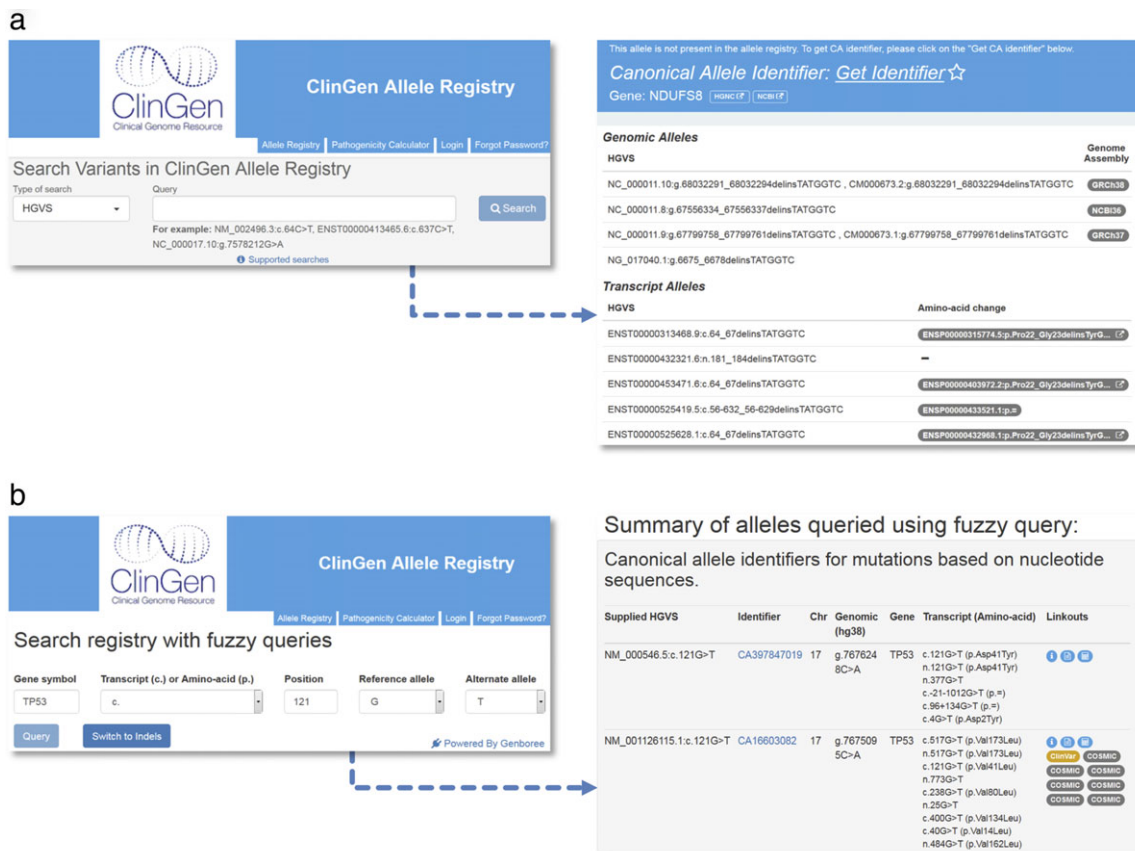 a
ClinGen
Clinical Genome Resource
ClinGen Allele Registry
Allele Registry Pathogenicity Calculator Login Forgot Password?
Search Variants in ClinGen Allele Registry
Type of search Query
HGVS Search
For example: NM_002496.3:c.64C>T, ENST00000413465.6:c.637C>T,
NC_000017.10:g.7578212G>A
Supported searches
This allele is not present in the allele registry. To get CA identifier, please click on the "Get CA identifier" below.
Canonical Allele Identifier: Get Identifier
Gene: NDUFS8 HGNC NCBI
Genomic Alleles
HGVS Genome Assembly
NC_000011.10:g.68032291_68032294delinsTATGGTC , CM000673.2:g.68032291_68032294delinsTATGGTC GRCh38
NC_000011.8:g.67556334_67556337delinsTATGGTC NCBI36
NC_000011.9:g.67799758_67799761delinsTATGGTC , CM000673.1:g.67799758_67799761delinsTATGGTC GRCh37
NG_017040.1:g.6675_6678delinsTATGGTC
Transcript Alleles
HGVS Amino-acid change
ENST00000313468.9:c.64_67delinsTATGGTC ENSP00000315774.5:p.Pro22_Gly23delinsTyrG...
ENST00000432321.6:n.181_184delinsTATGGTC –
ENST00000453471.6:c.64_67delinsTATGGTC ENSP00000403972.2:p.Pro22_Gly23delinsTyrG...
ENST00000525419.5:c.56-632_56-629delinsTATGGTC ENSP00000433521.1:p.=
ENST00000525628.1:c.64_67delinsTATGGTC ENSP00000432968.1:p.Pro22_Gly23delinsTyrG...
b
ClinGen
Clinical Genome Resource
ClinGen Allele Registry
Allele Registry Pathogenicity Calculator Login Forgot Password?
Search registry with fuzzy queries
Gene symbol Transcript (c.) or Amino-acid (p.) Position Reference allele Alternate allele
TP53 c. 121 G T
Query Switch to Indels Powered By Genboree
Summary of alleles queried using fuzzy query:
Canonical allele identifiers for mutations based on nucleotide
sequences.
Supplied HGVS Identifier Chr Genomic Gene Transcript (Amino-acid) Linkouts
(hg38)
NM_000546.5:c.121G>T CA397847019 17 g.767624 TP53 c.121G>T (p.Asp41Tyr)
8C>A n.121G>T (p.Asp41Tyr)
n.377G>T
c.-21-1012G>T (p.=)
c.96+134G>T (p.=)
c.4G>T (p.Asp2Tyr)
NM_001126115.1:c.121G>T CA16603082 17 g.767509 TP53 c.517G>T (p.Val173Leu)
5C>A n.517G>T (p.Val173Leu) ClinVar COSMIC
c.121G>T (p.Val41Leu) COSMIC COSMIC
n.773G>T COSMIC COSMIC
c.238G>T (p.Val80Leu) COSMIC COSMIC
n.25G>T
c.400G>T (p.Val134Leu)
c.40G>T (p.Val14Leu)
n.484G>T (p.Val162Leu)